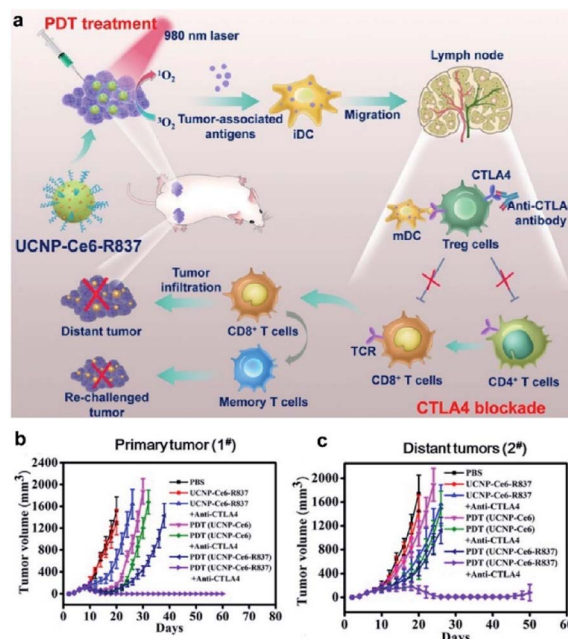 a
PDT treatment
980 nm laser
¹O₂
³O₂
Tumor-associated
antigens
iDC
Migration
Lymph node
UCNP-Ce6-R837
CTLA4
Anti-CTLA
antibody
mDC
Treg cells
Tumor
infiltration
Distant tumor
CD8⁺ T cells
TCR
CD8⁺ T cells
CD4⁺ T cells
Re-challenged
tumor
Memory T cells
CTLA4 blockade
b
Primary tumor (1#)
Tumor volume (mm³)
2400
2000
1600
1200
800
400
0
PBS
UCNP-Ce6-R837
UCNP-Ce6-R837
+Anti-CTLA4
PDT (UCNP-Ce6)
PDT (UCNP-Ce6)
+Anti-CTLA4
PDT (UCNP-Ce6-R837)
PDT (UCNP-Ce6-R837)
+Anti-CTLA4
0 10 20 30 40 50 60
Days
c
Distant tumors (2#)
Tumor volume (mm³)
2400
2000
1600
1200
800
400
0
PBS
UCNP-Ce6-R837
UCNP-Ce6-R837
+Anti-CTLA4
PDT (UCNP-Ce6)
PDT (UCNP-Ce6)
+Anti-CTLA4
PDT (UCNP-Ce6-R837)
PDT (UCNP-Ce6-R837)
+Anti-CTLA4
0 10 20 30 40 50 60
Days